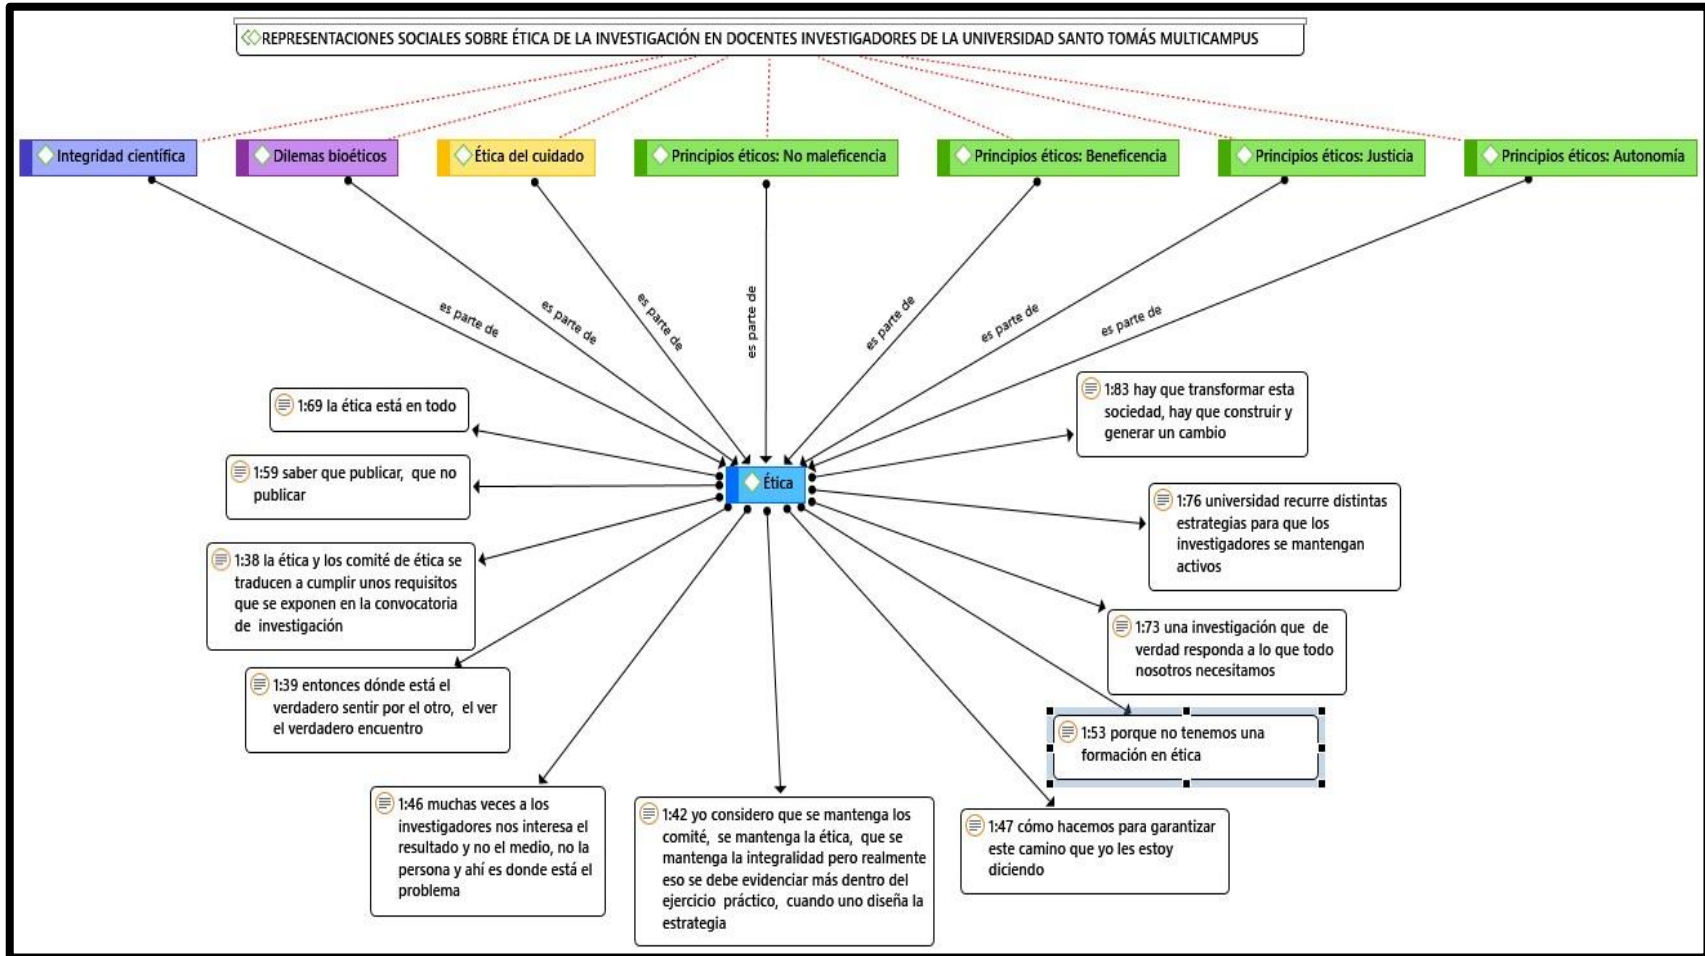 REPRESENTACIONES SOCIALES SOBRE ÉTICA DE LA INVESTIGACIÓN EN DOCENTES INVESTIGADORES DE LA UNIVERSIDAD SANTO TOMÁS MULTICAMPUS
Integridad científica
Dilemas bioéticos
Ética del cuidado
Principios éticos: No maleficencia
Principios éticos: Beneficencia
Principios éticos: Justicia
Principios éticos: Autonomía
es parte de
es parte de
es parte de
es parte de
es parte de
es parte de
es parte de
Ética
1:69 la ética está en todo
1:59 saber que publicar, que no
publicar
1:38 la ética y los comité de ética se
traducen a cumplir unos requisitos
que se exponen en la convocatoria
de investigación
1:39 entonces dónde está el
verdadero sentir por el otro, el ver
el verdadero encuentro
1:46 muchas veces a los
investigadores nos interesa el
resultado y no el medio, no la
persona y ahí es donde está el
problema
1:42 yo considero que se mantenga los
comité, se mantenga la ética, que se
mantenga la integralidad pero realmente
eso se debe evidenciar más dentro del
ejercicio práctico, cuando uno diseña la
estrategia
1:47 cómo hacemos para garantizar
este camino que yo les estoy
diciendo
1:53 porque no tenemos una
formación en ética
1:73 una investigación que de
verdad responda a lo que todo
nosotros necesitamos
1:76 universidad recurre distintas
estrategias para que los
investigadores se mantengan
activos
1:83 hay que transformar esta
sociedad, hay que construir y
generar un cambio